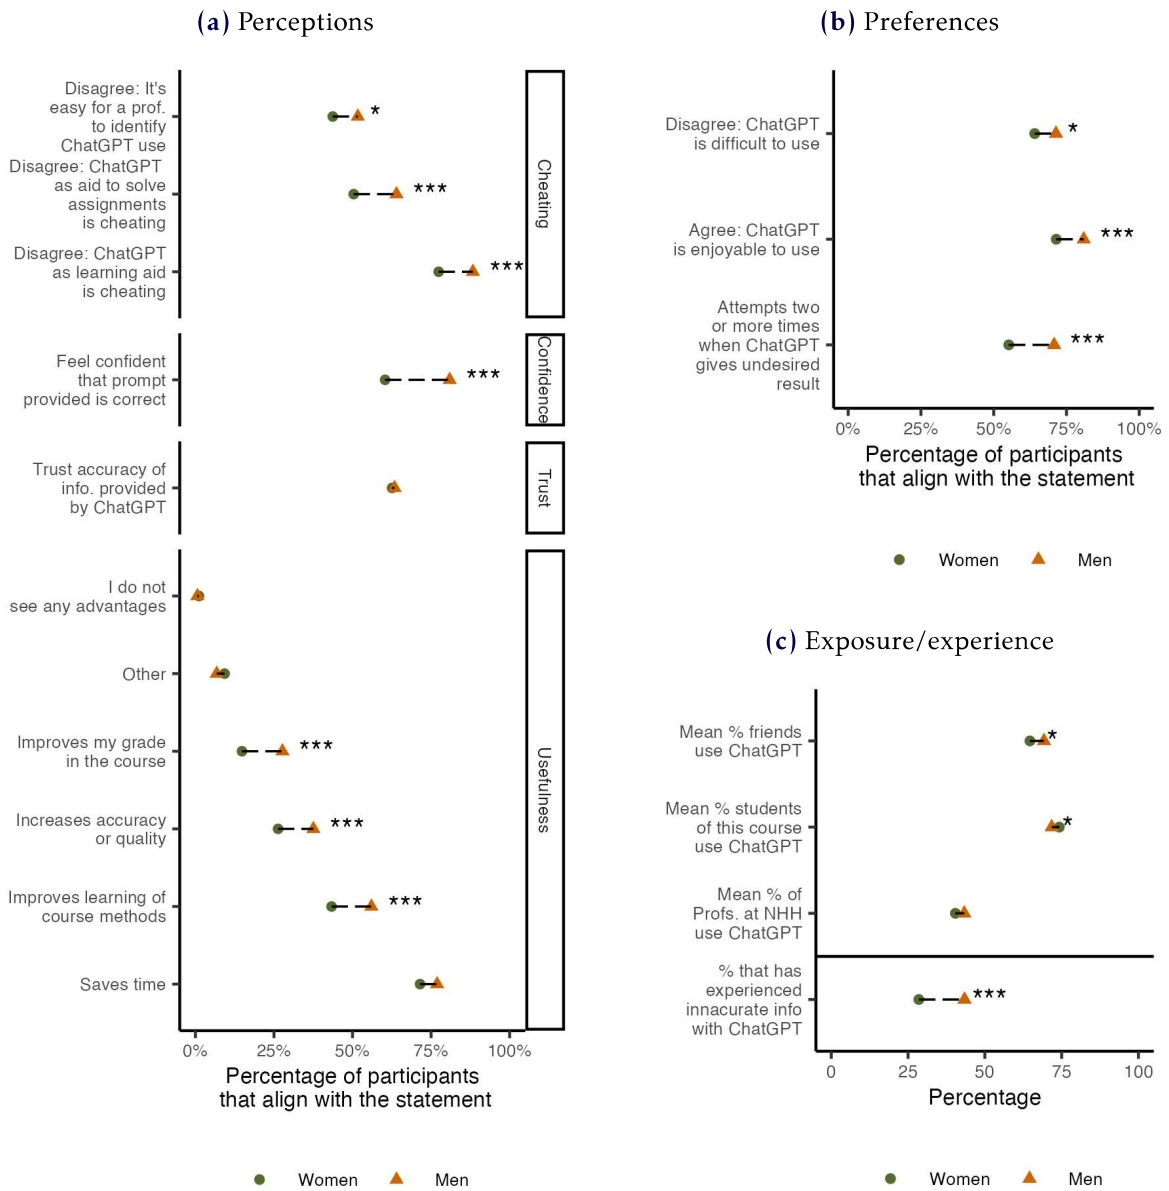 (a) Perceptions
Disagree: It's
easy for a prof.
to identify
ChatGPT use
*
Disagree: ChatGPT
as aid to solve
assignments
is cheating
***
Disagree: ChatGPT
as learning aid
is cheating
***
Cheating
Feel confident
that prompt
provided is correct
***
Confidence
Trust accuracy of
info. provided
by ChatGPT
Trust
I do not
see any advantages
Other
Improves my grade
in the course
***
Increases accuracy
or quality
***
Improves learning of
course methods
***
Saves time
Usefulness
0% 25% 50% 75% 100%
Percentage of participants
that align with the statement
Women Men
(b) Preferences
Disagree: ChatGPT
is difficult to use
*
Agree: ChatGPT
is enjoyable to use
***
Attempts two
or more times
when ChatGPT
gives undesired
result
***
0% 25% 50% 75% 100%
Percentage of participants
that align with the statement
Women Men
(c) Exposure/experience
Mean % friends
use ChatGPT
*
Mean % students
of this course
use ChatGPT
*
Mean % of
Profs. at NHH
use ChatGPT
% that has
experienced
innacurate info
with ChatGPT
***
0 25 50 75 100
Percentage
Women Men